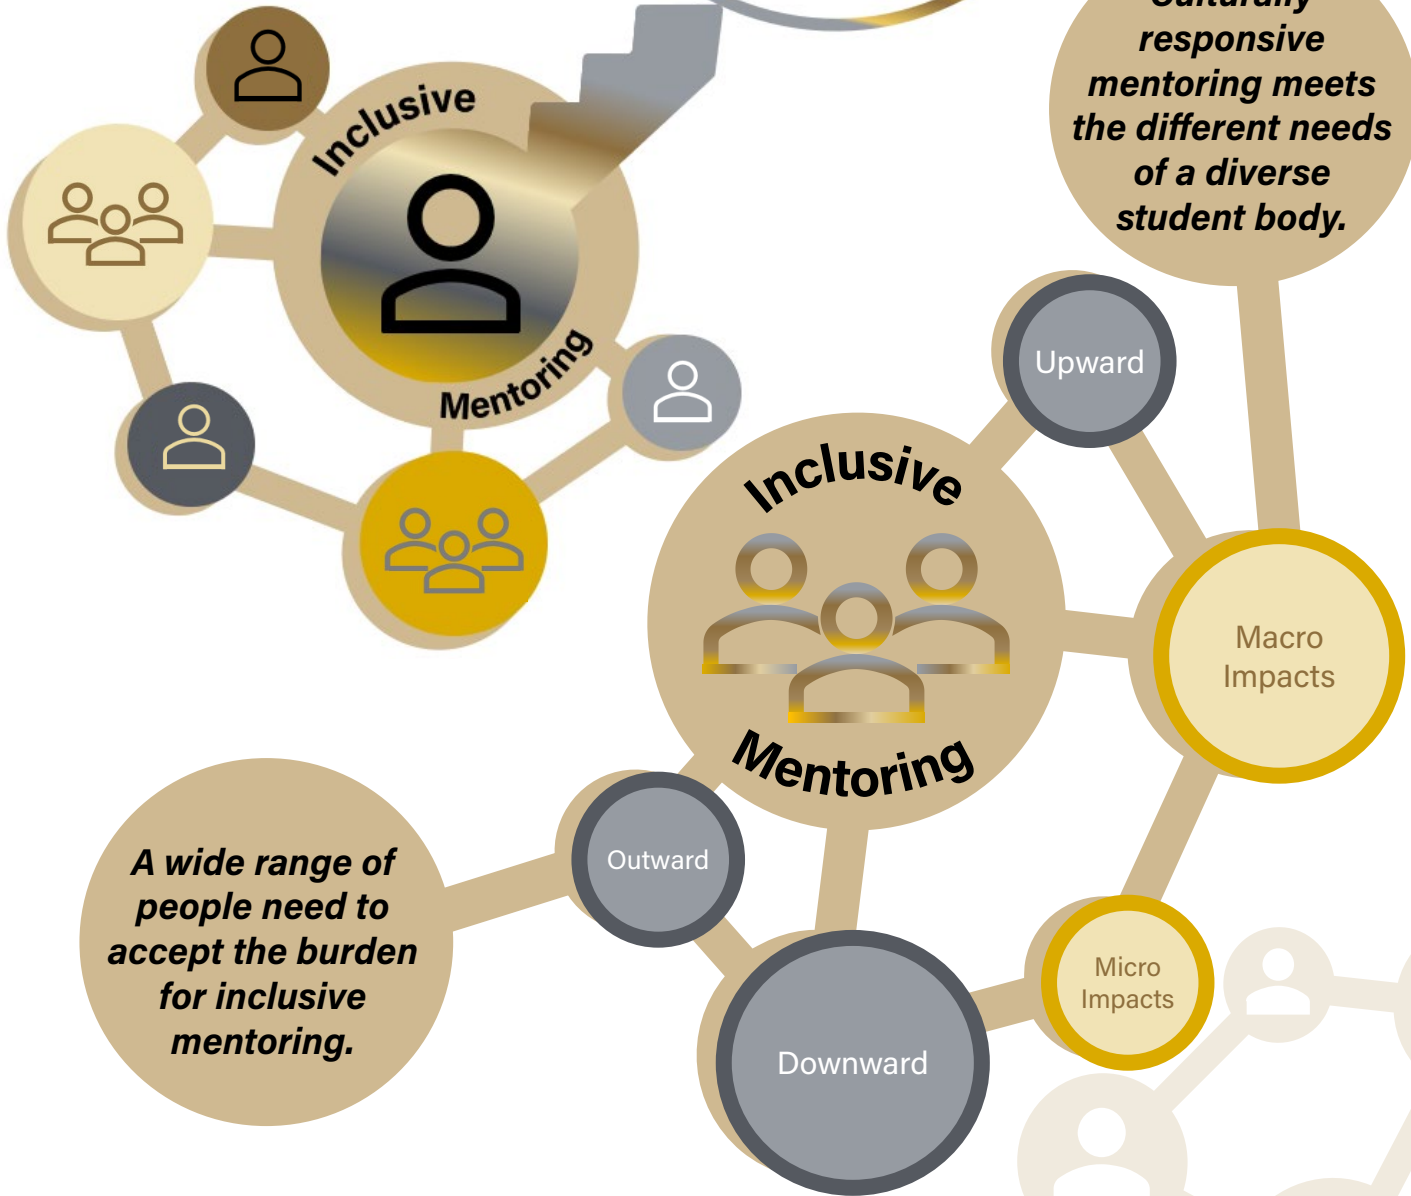 Culturally
responsive
mentoring meets
the different needs
of a diverse
student body.
Inclusive
Mentoring
Upward
Inclusive
Mentoring
Macro
Impacts
Outward
A wide range of
people need to
accept the burden
for inclusive
mentoring.
Micro
Impacts
Downward